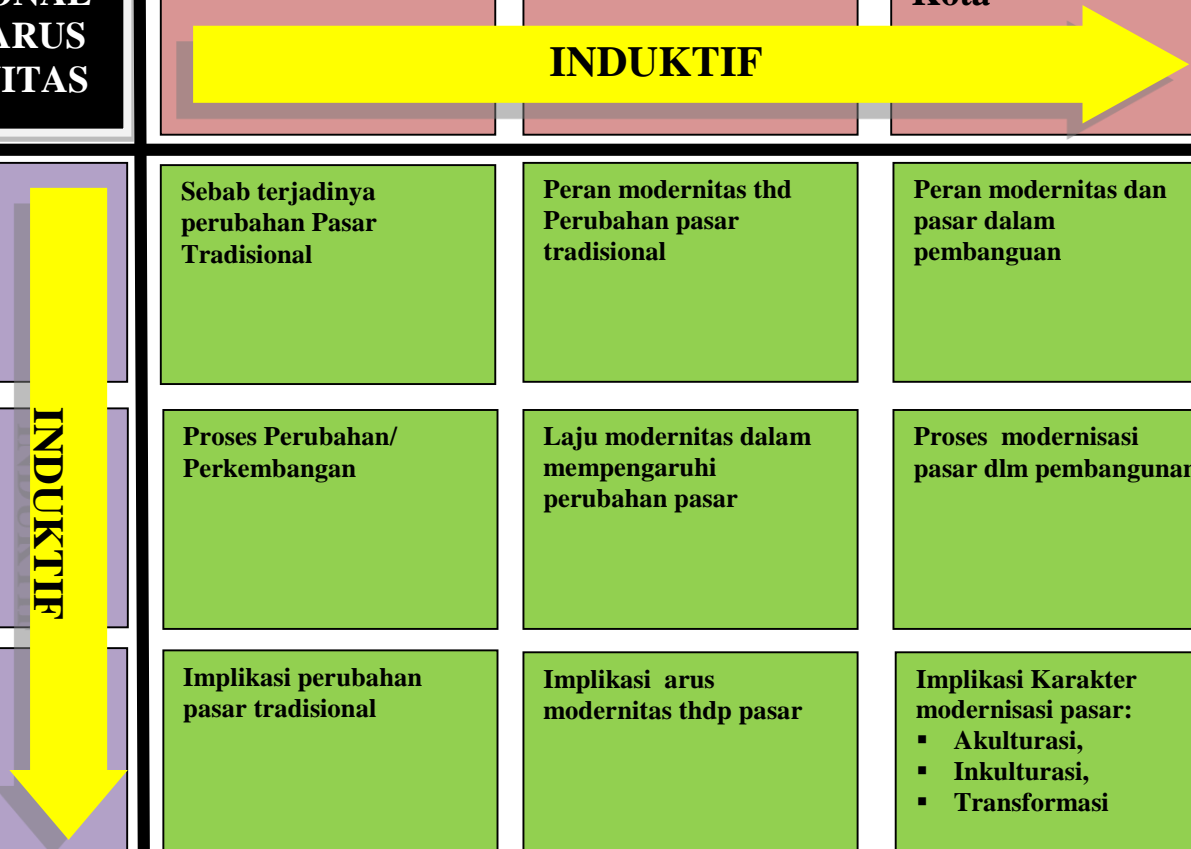 ARUS
Kota
INDUKTIF
Sebab terjadinya
perubahan Pasar
Tradisional
Peran modernitas thd
Perubahan pasar
tradisional
Peran modernitas dan
pasar dalam
pembanguan
INDUKTIF
Proses Perubahan/
Perkembangan
Laju modernitas dalam
mempengaruhi
perubahan pasar
Proses modernisasi
pasar dlm pembangunan
Implikasi perubahan
pasar tradisional
Implikasi arus
modernitas thdp pasar
Implikasi Karakter
modernisasi pasar:
▪ Akulturasi,
▪ Inkulturasi,
▪ Transformasi